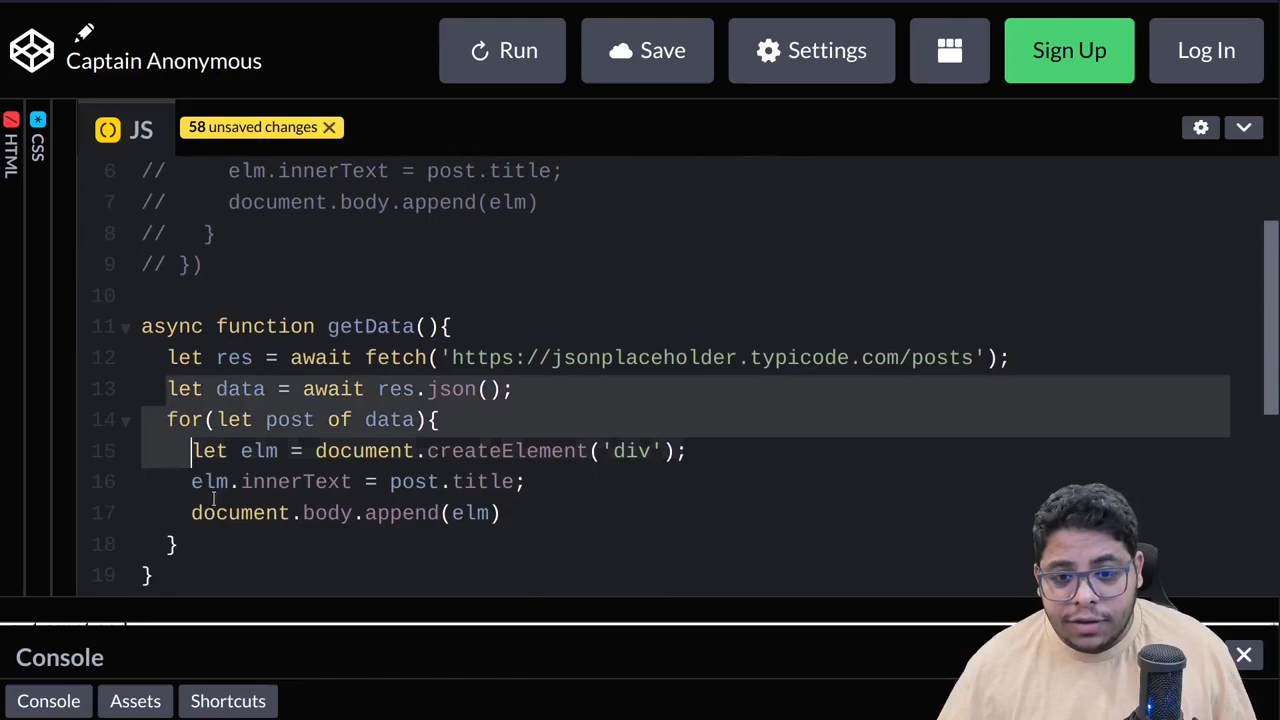 Captain Anonymous
Run
Save
Settings
Sign Up
Log In
HTML
CSS
JS
58 unsaved changes
6 //     elm.innerText = post.title;
7 //     document.body.append(elm)
8 //   }
9 // })
10
11 async function getData(){
12 let res = await fetch('https://jsonplaceholder.typicode.com/posts');
13 let data = await res.json();
14 for(let post of data){
15 let elm = document.createElement('div');
16 elm.innerText = post.title;
17 document.body.append(elm)
18 }
19 }
Console
Console
Assets
Shortcuts